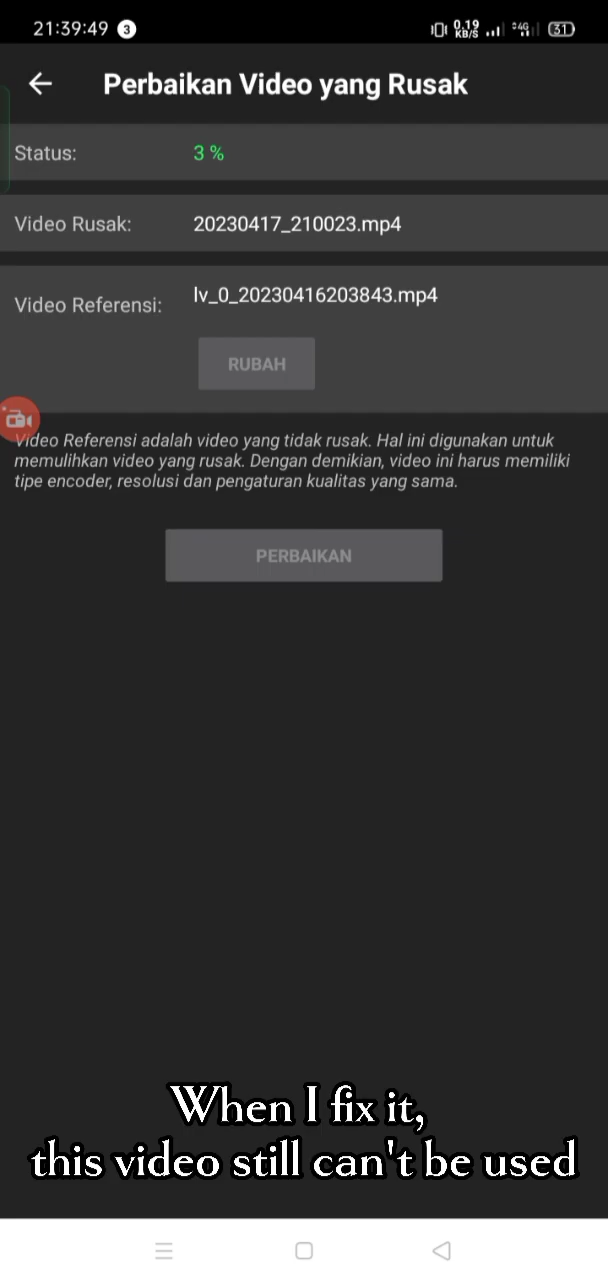 21:39:49 3 0.19 KB/S 4G 31
Perbaikan Video yang Rusak
Status: 3 %
Video Rusak: 20230417_210023.mp4
Video Referensi: lv_0_20230416203843.mp4
RUBAH
Video Referensi adalah video yang tidak rusak. Hal ini digunakan untuk
memulihkan video yang rusak. Dengan demikian, video ini harus memiliki
tipe encoder, resolusi dan pengaturan kualitas yang sama.
PERBAIKAN
When I fix it,
this video still can't be used